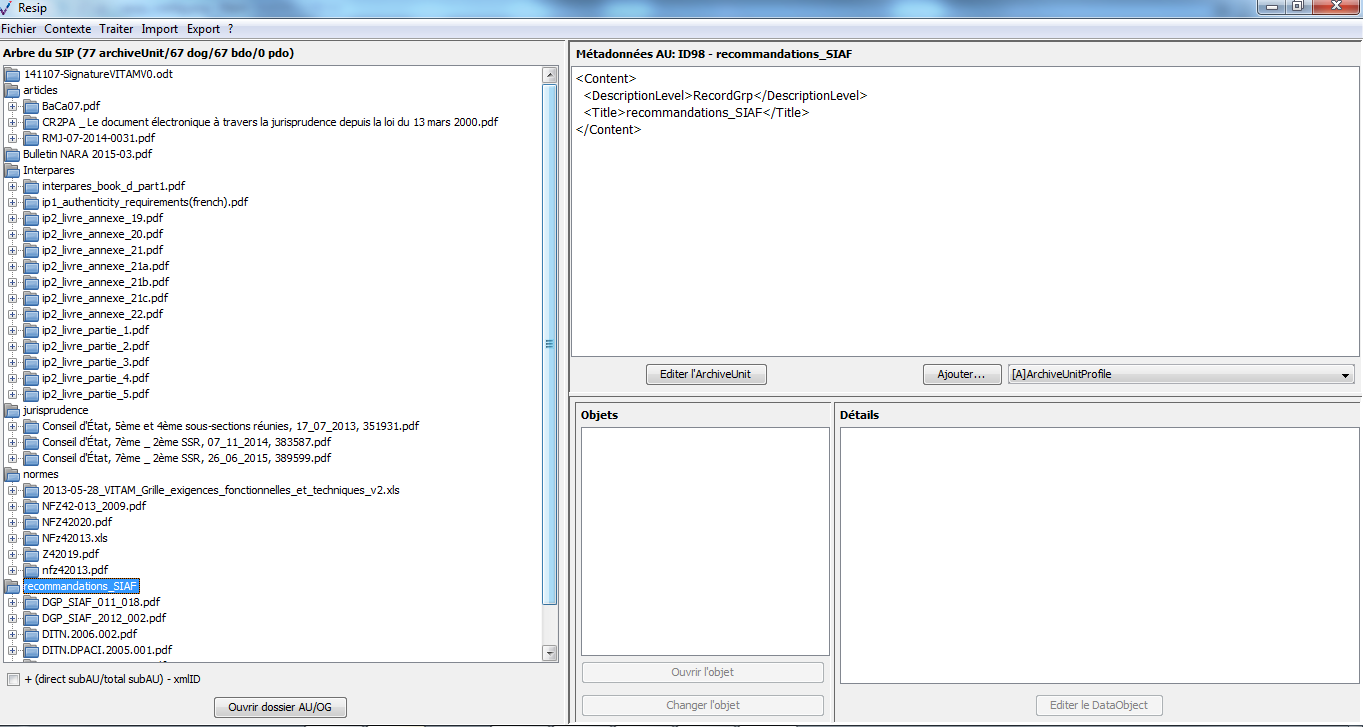 Resip
Fichier Contexte Traiter Import Export ?
Arbre du SIP (77 archiveUnit/67 dog/67 bdo/0 pdo)
141107-SignatureVITAMV0.odt
articles
BaCa07.pdf
CR2PA _ Le document électronique à travers la jurisprudence depuis la loi du 13 mars 2000.pdf
RMJ-07-2014-0031.pdf
Bulletin NARA 2015-03.pdf
Interpares
interpares_book_d_part1.pdf
ip1_authenticity_requirements(french).pdf
ip2_livre_annexe_19.pdf
ip2_livre_annexe_20.pdf
ip2_livre_annexe_21.pdf
ip2_livre_annexe_21a.pdf
ip2_livre_annexe_21b.pdf
ip2_livre_annexe_21c.pdf
ip2_livre_annexe_22.pdf
ip2_livre_partie_1.pdf
ip2_livre_partie_2.pdf
ip2_livre_partie_3.pdf
ip2_livre_partie_4.pdf
ip2_livre_partie_5.pdf
jurisprudence
Conseil d'État, 5ème et 4ème sous-sections réunies, 17_07_2013, 351931.pdf
Conseil d'État, 7ème _ 2ème SSR, 07_11_2014, 383587.pdf
Conseil d'État, 7ème _ 2ème SSR, 26_06_2015, 389599.pdf
normes
2013-05-28_VITAM_Grille_exigences_fonctionnelles_et_techniques_v2.xls
NFZ42-013_2009.pdf
NFZ42020.pdf
NFz42013.xls
Z42019.pdf
nfz42013.pdf
recommandations_SIAF
DGP_SIAF_011_018.pdf
DGP_SIAF_2012_002.pdf
DITN.2006.002.pdf
DITN.DPACI.2005.001.pdf
+ (direct subAU/total subAU) - xmlID
Ouvrir dossier AU/OG
Métadonnées AU: ID98 - recommandations_SIAF
<Content>
<DescriptionLevel>RecordGrp</DescriptionLevel>
<Title>recommandations_SIAF</Title>
</Content>
Editer l'ArchiveUnit
Ajouter...
[A]ArchiveUnitProfile
Objets
Ouvrir l'objet
Changer l'objet
Détails
Editer le DataObject